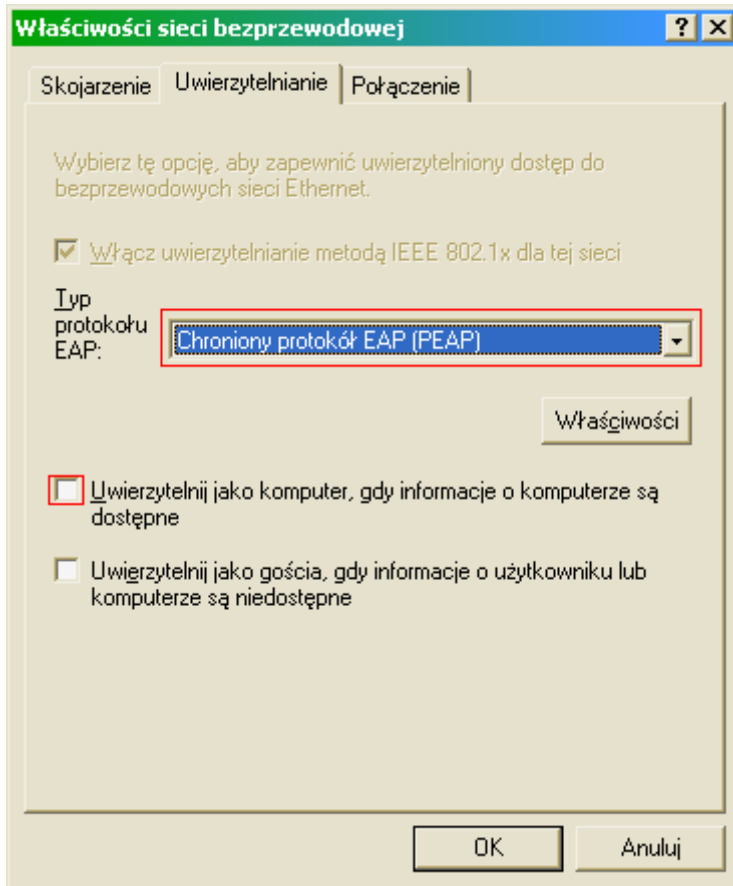 Właściwości sieci bezprzewodowej
Skojarzenie Uwierzytelnianie Połączenie
Wybierz tę opcję, aby zapewnić uwierzytelniony dostęp do
bezprzewodowych sieci Ethernet.
Włącz uwierzytelnianie metodą IEEE 802.1x dla tej sieci
Typ
protokołu
EAP:
Chroniony protokół EAP (PEAP)
Właściwości
Uwierzytelnij jako komputer, gdy informacje o komputerze są
dostępne
Uwierzytelnij jako gościa, gdy informacje o użytkowniku lub
komputerze są niedostępne
OK Anuluj